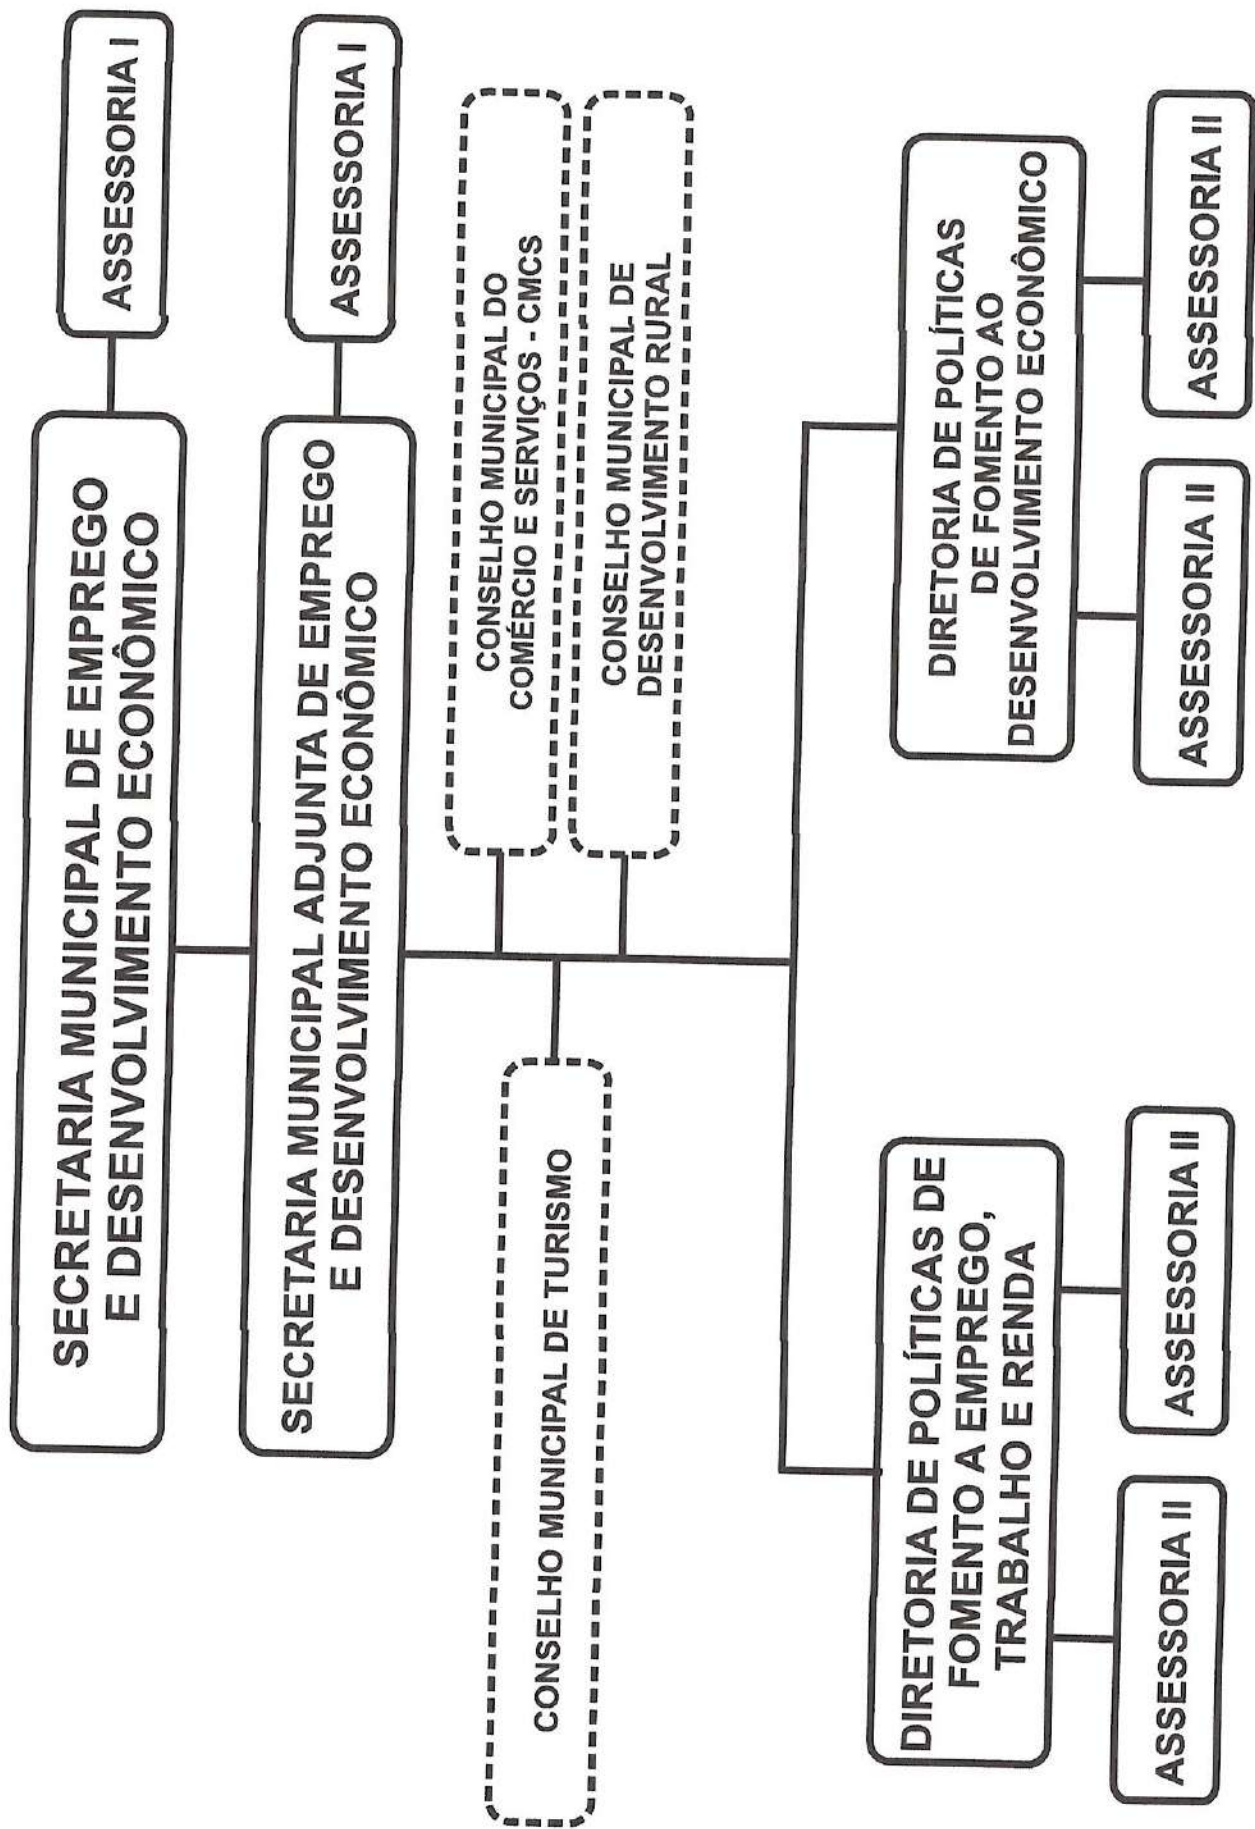 SECRETARIA MUNICIPAL DE EMPREGO
E DESENVOLVIMENTO ECONÔMICO
ASSESSORIA I
SECRETARIA MUNICIPAL ADJUNTA DE EMPREGO
E DESENVOLVIMENTO ECONÔMICO
ASSESSORIA I
CONSELHO MUNICIPAL DO
COMÉRCIO E SERVIÇOS - CMCS
CONSELHO MUNICIPAL DE TURISMO
CONSELHO MUNICIPAL DE
DESENVOLVIMENTO RURAL
DIRETORIA DE POLÍTICAS DE
FOMENTO A EMPREGO,
TRABALHO E RENDA
ASSESSORIA II
ASSESSORIA II
DIRETORIA DE POLÍTICAS
DE FOMENTO AO
DESENVOLVIMENTO ECONÔMICO
ASSESSORIA II
ASSESSORIA II